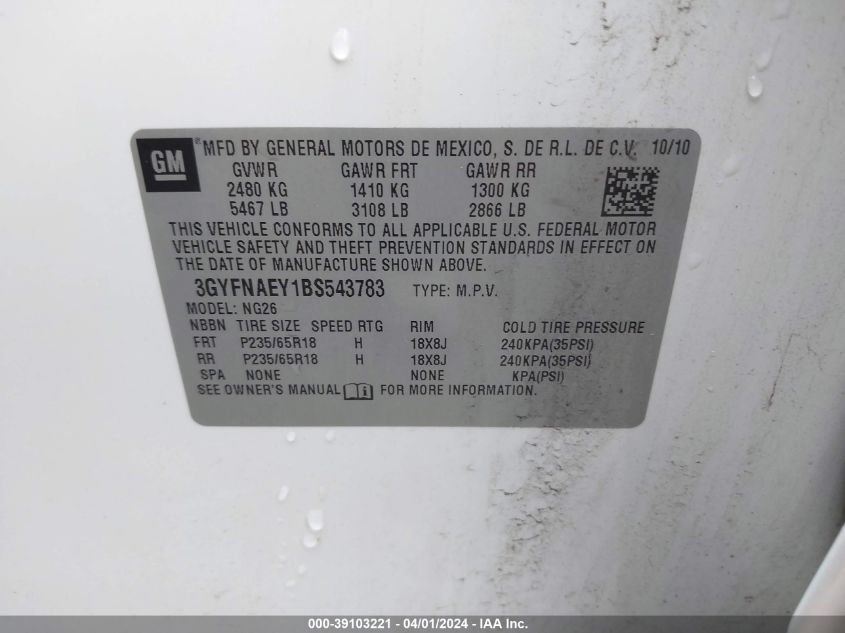 GM ® MFD BY GENERAL MOTORS DE MEXICO, S. DE R.L. DE C.V. 10/10
GVWR GAWR FRT GAWR RR
2480 KG 1410 KG 1300 KG
5467 LB 3108 LB 2866 LB
THIS VEHICLE CONFORMS TO ALL APPLICABLE U.S. FEDERAL MOTOR
VEHICLE SAFETY AND THEFT PREVENTION STANDARDS IN EFFECT ON
THE DATE OF MANUFACTURE SHOWN ABOVE.
3GYFNAEY1BS543783 TYPE: M.P.V.
MODEL: NG26
NBBN TIRE SIZE SPEED RTG RIM COLD TIRE PRESSURE
FRT P235/65R18 H 18X8J 240KPA(35PSI)
RR P235/65R18 H 18X8J 240KPA(35PSI)
SPA NONE NONE KPA(PSI)
SEE OWNER'S MANUAL FOR MORE INFORMATION.
000-39103221 - 04/01/2024 - IAA Inc.